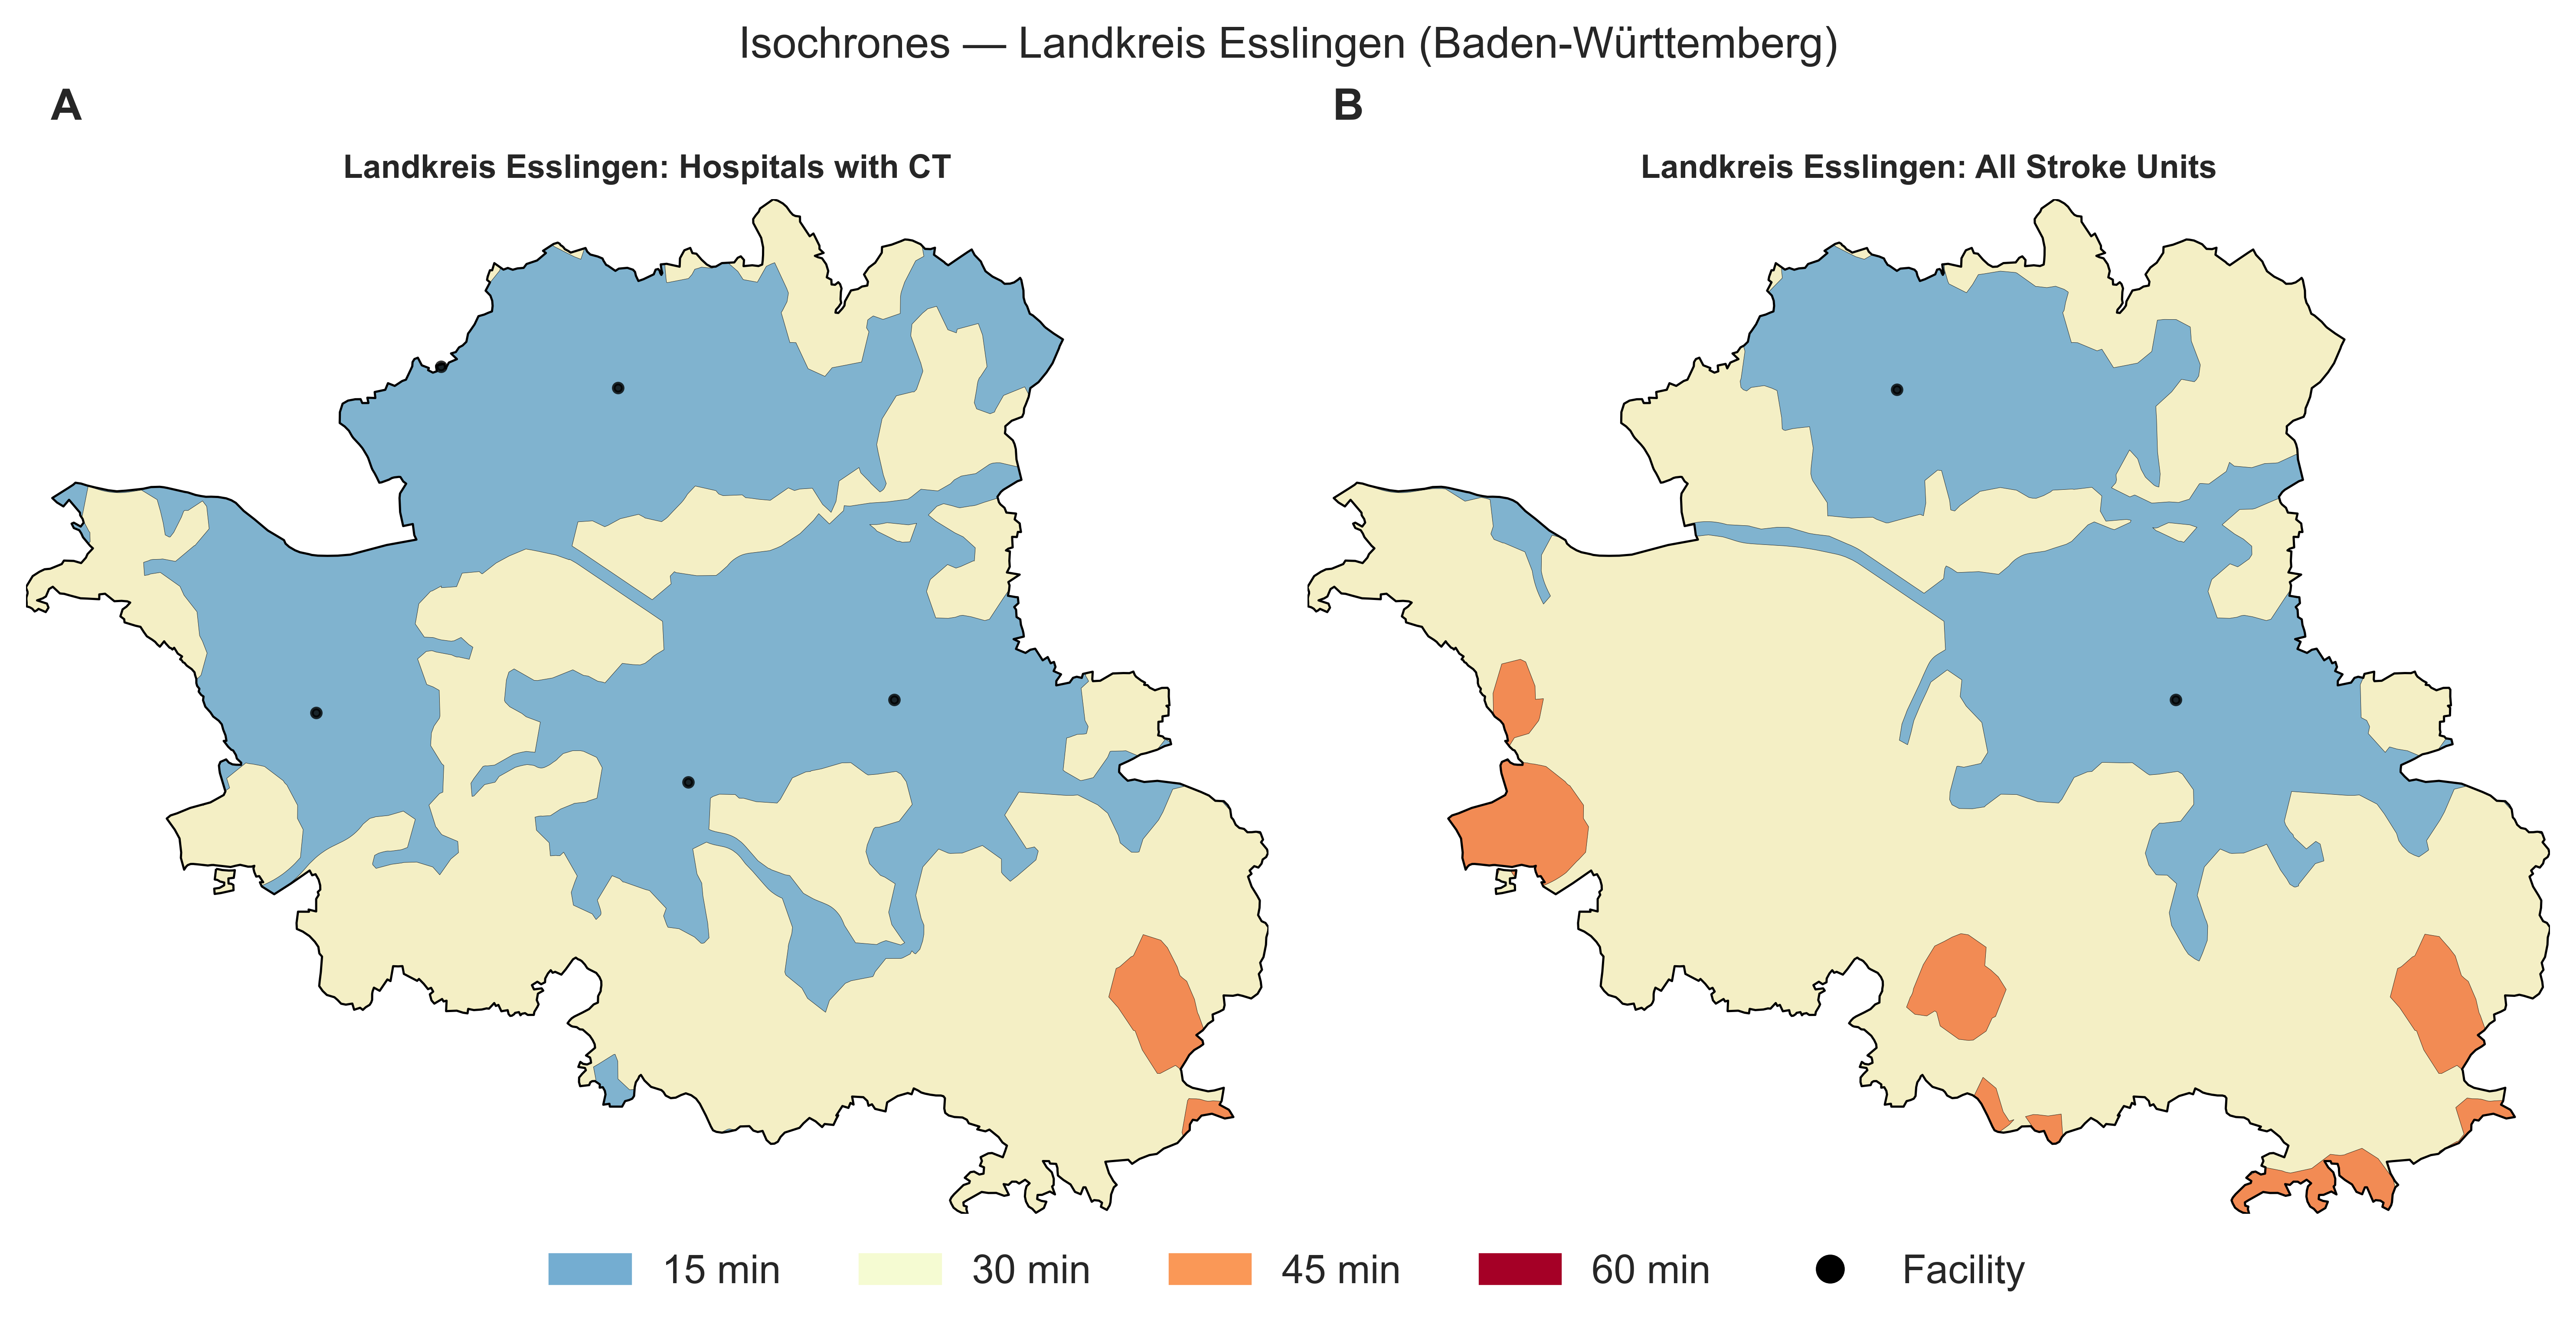 Isochrones — Landkreis Esslingen (Baden-Württemberg)
A
B
Landkreis Esslingen: Hospitals with CT
Landkreis Esslingen: All Stroke Units
15 min
30 min
45 min
60 min
Facility